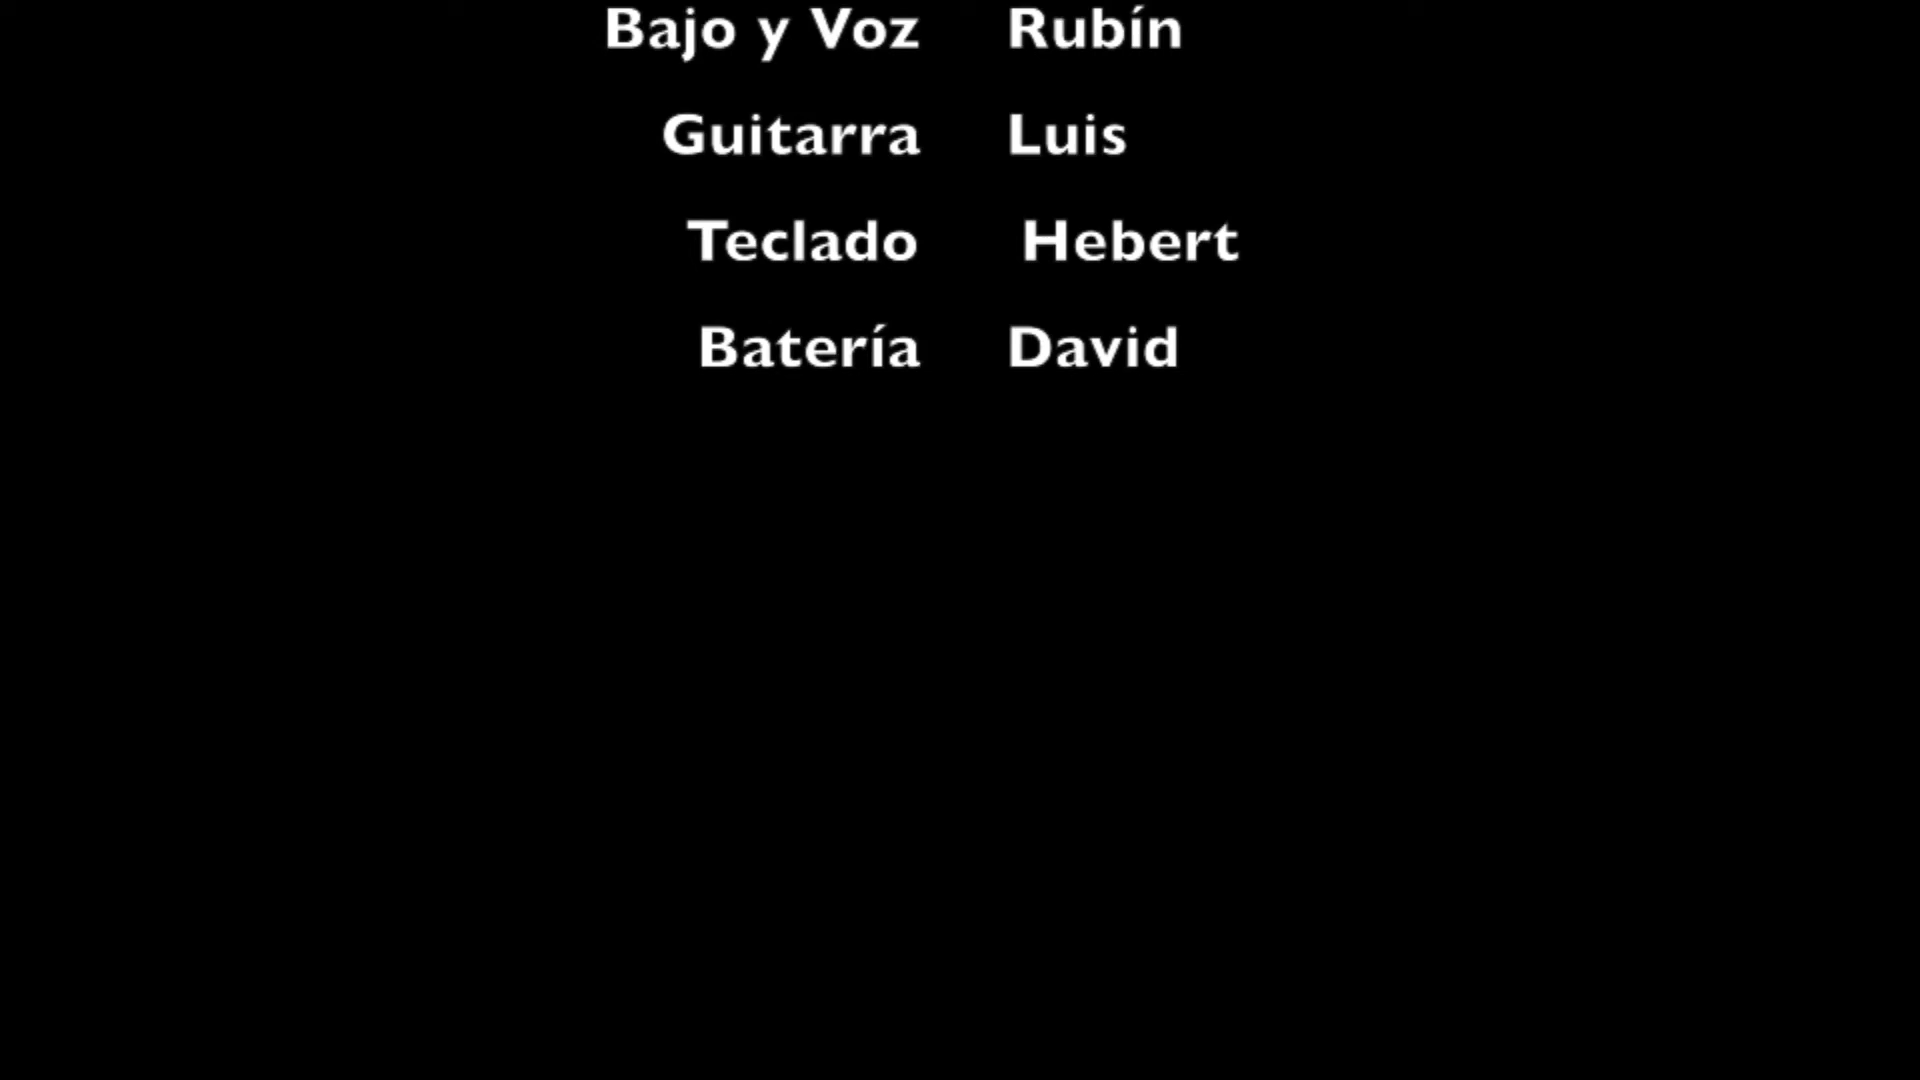 Bajo y Voz Rubín
Guitarra Luis
Teclado Hebert
Batería David